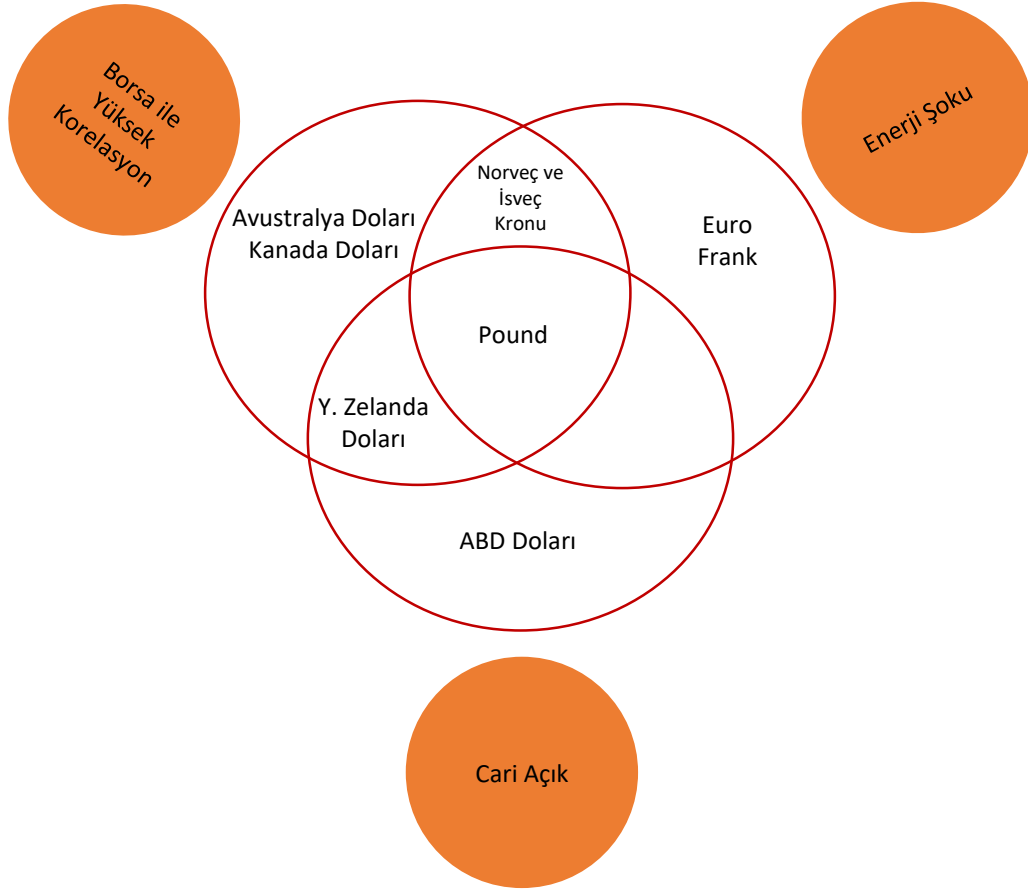 Borsa ile
Yüksek
Korelasyon
Enerji Şoku
Norveç ve
İsveç
Kronu
Avustralya Doları
Kanada Doları
Euro
Frank
Pound
Y. Zelanda
Doları
ABD Doları
Cari Açık